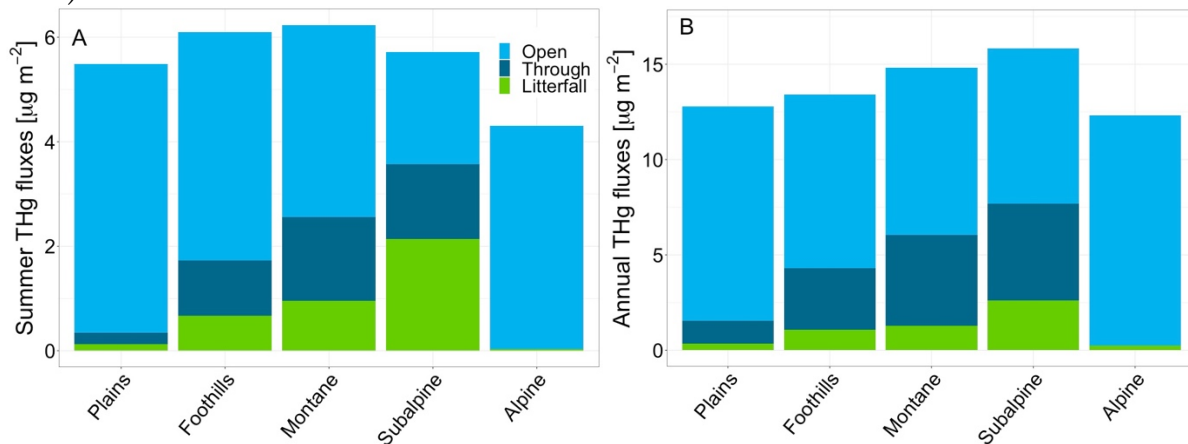 )
A
Summer THg fluxes [μg m⁻²]
6
4
2
0
Open
Through
Litterfall
Plains
Foothills
Montane
Subalpine
Alpine
B
Annual THg fluxes [μg m⁻²]
15
10
5
0
Plains
Foothills
Montane
Subalpine
Alpine